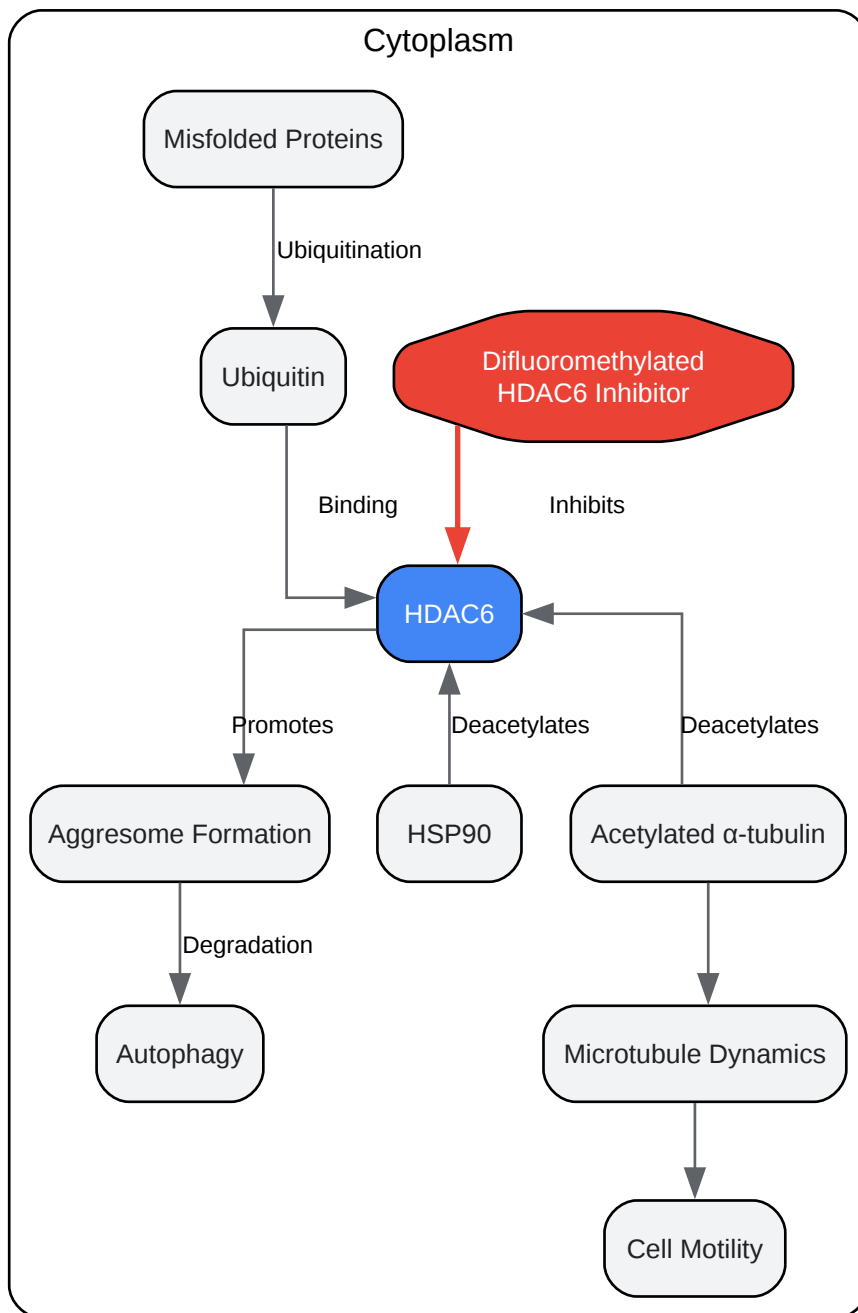 Cytoplasm
Misfolded Proteins
Ubiquitination
Ubiquitin
Difluoromethylated
HDAC6 Inhibitor
Binding
Inhibits
HDAC6
Promotes
Deacetylates
Deacetylates
Aggresome Formation
HSP90
Acetylated α-tubulin
Degradation
Autophagy
Microtubule Dynamics
Cell Motility